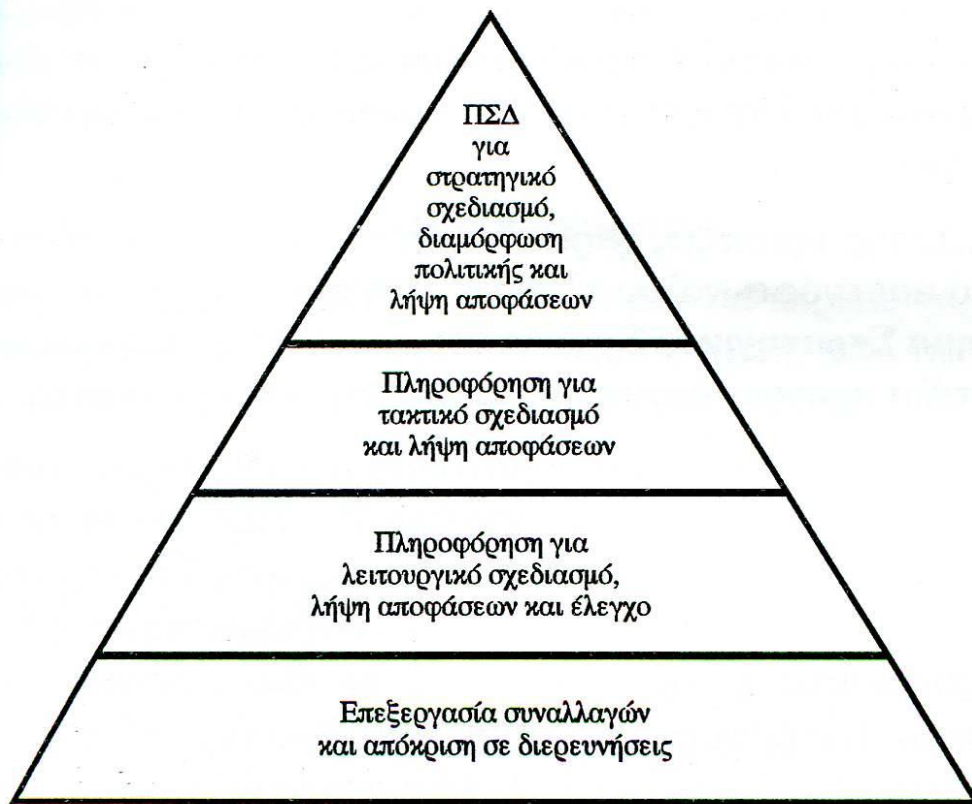 ΠΣΔ
για
στρατηγικό
σχεδιασμό,
διαμόρφωση
πολιτικής και
λήψη αποφάσεων
Πληροφόρηση για
τακτικό σχεδιασμό
και λήψη αποφάσεων
Πληροφόρηση για
λειτουργικό σχεδιασμό,
λήψη αποφάσεων και έλεγχο
Επεξεργασία συναλλαγών
και απόκριση σε διερευνήσεις